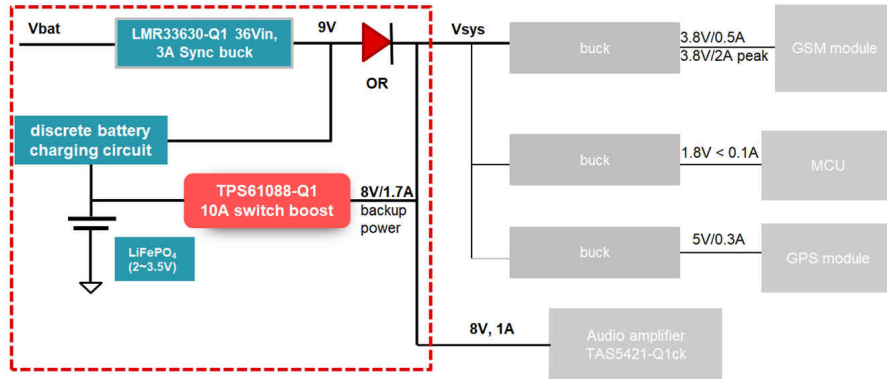 Vbat
LMR33630-Q1 36Vin,
3A Sync buck
9V
OR
Vsys
buck
3.8V/0.5A
3.8V/2A peak
GSM module
discrete battery
charging circuit
buck
1.8V < 0.1A
MCU
TPS61088-Q1
10A switch boost
8V/1.7A
backup
power
LiFePO4
(2~3.5V)
buck
5V/0.3A
GPS module
8V, 1A
Audio amplifier
TAS5421-Q1ck